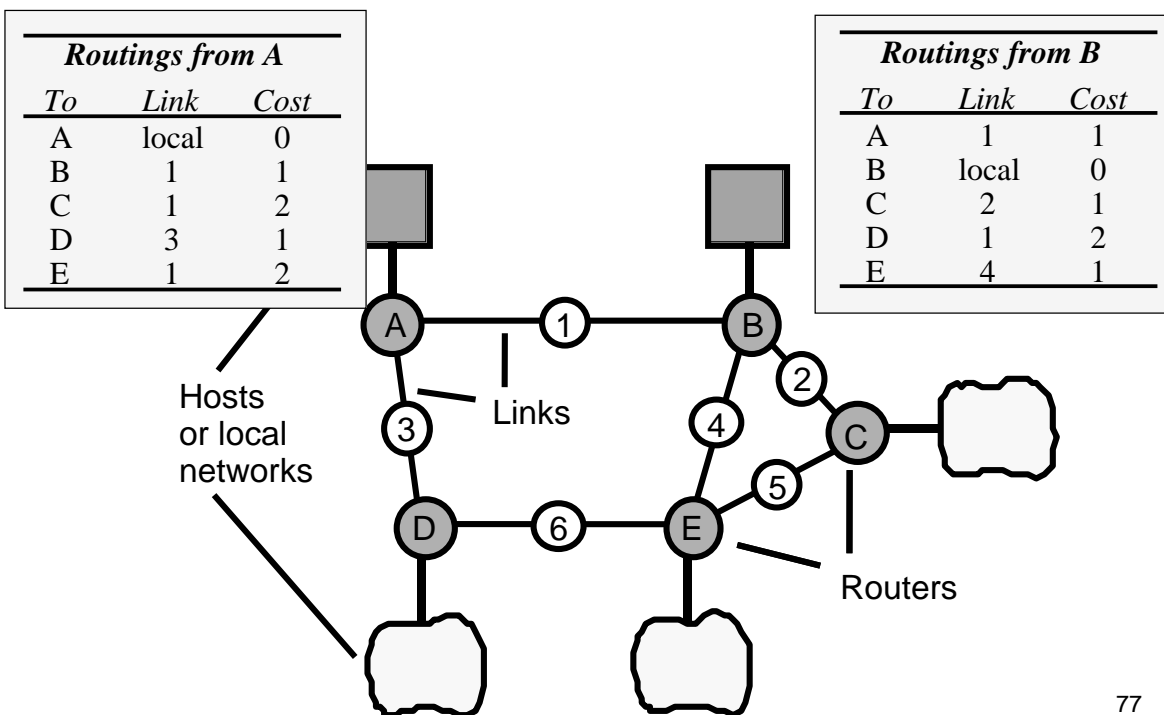 Routings from A
To Link Cost
A local 0
B 1 1
C 1 2
D 3 1
E 1 2
Routings from B
To Link Cost
A 1 1
B local 0
C 2 1
D 1 2
E 4 1
A
1
B
2
Hosts
or local
networks
Links
3
4
C
5
D
6
E
Routers
77